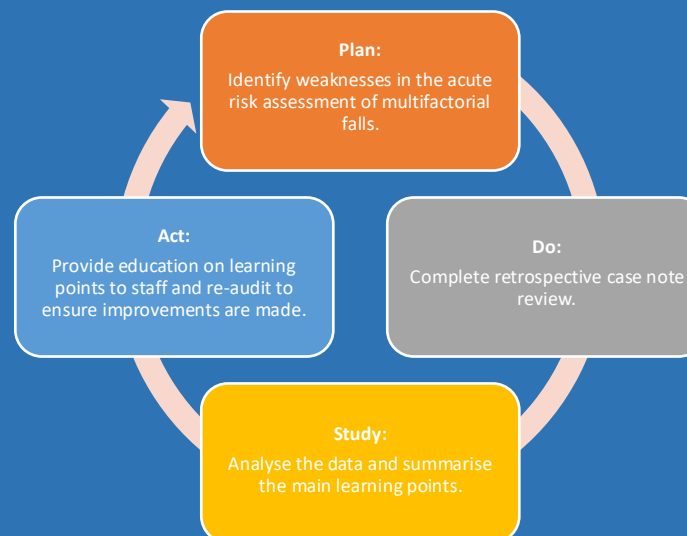 Plan:
Identify weaknesses in the acute
risk assessment of multifactorial
falls.
Act:
Provide education on learning
points to staff and re-audit to
ensure improvements are made.
Do:
Complete retrospective case note
review.
Study:
Analyse the data and summarise
the main learning points.